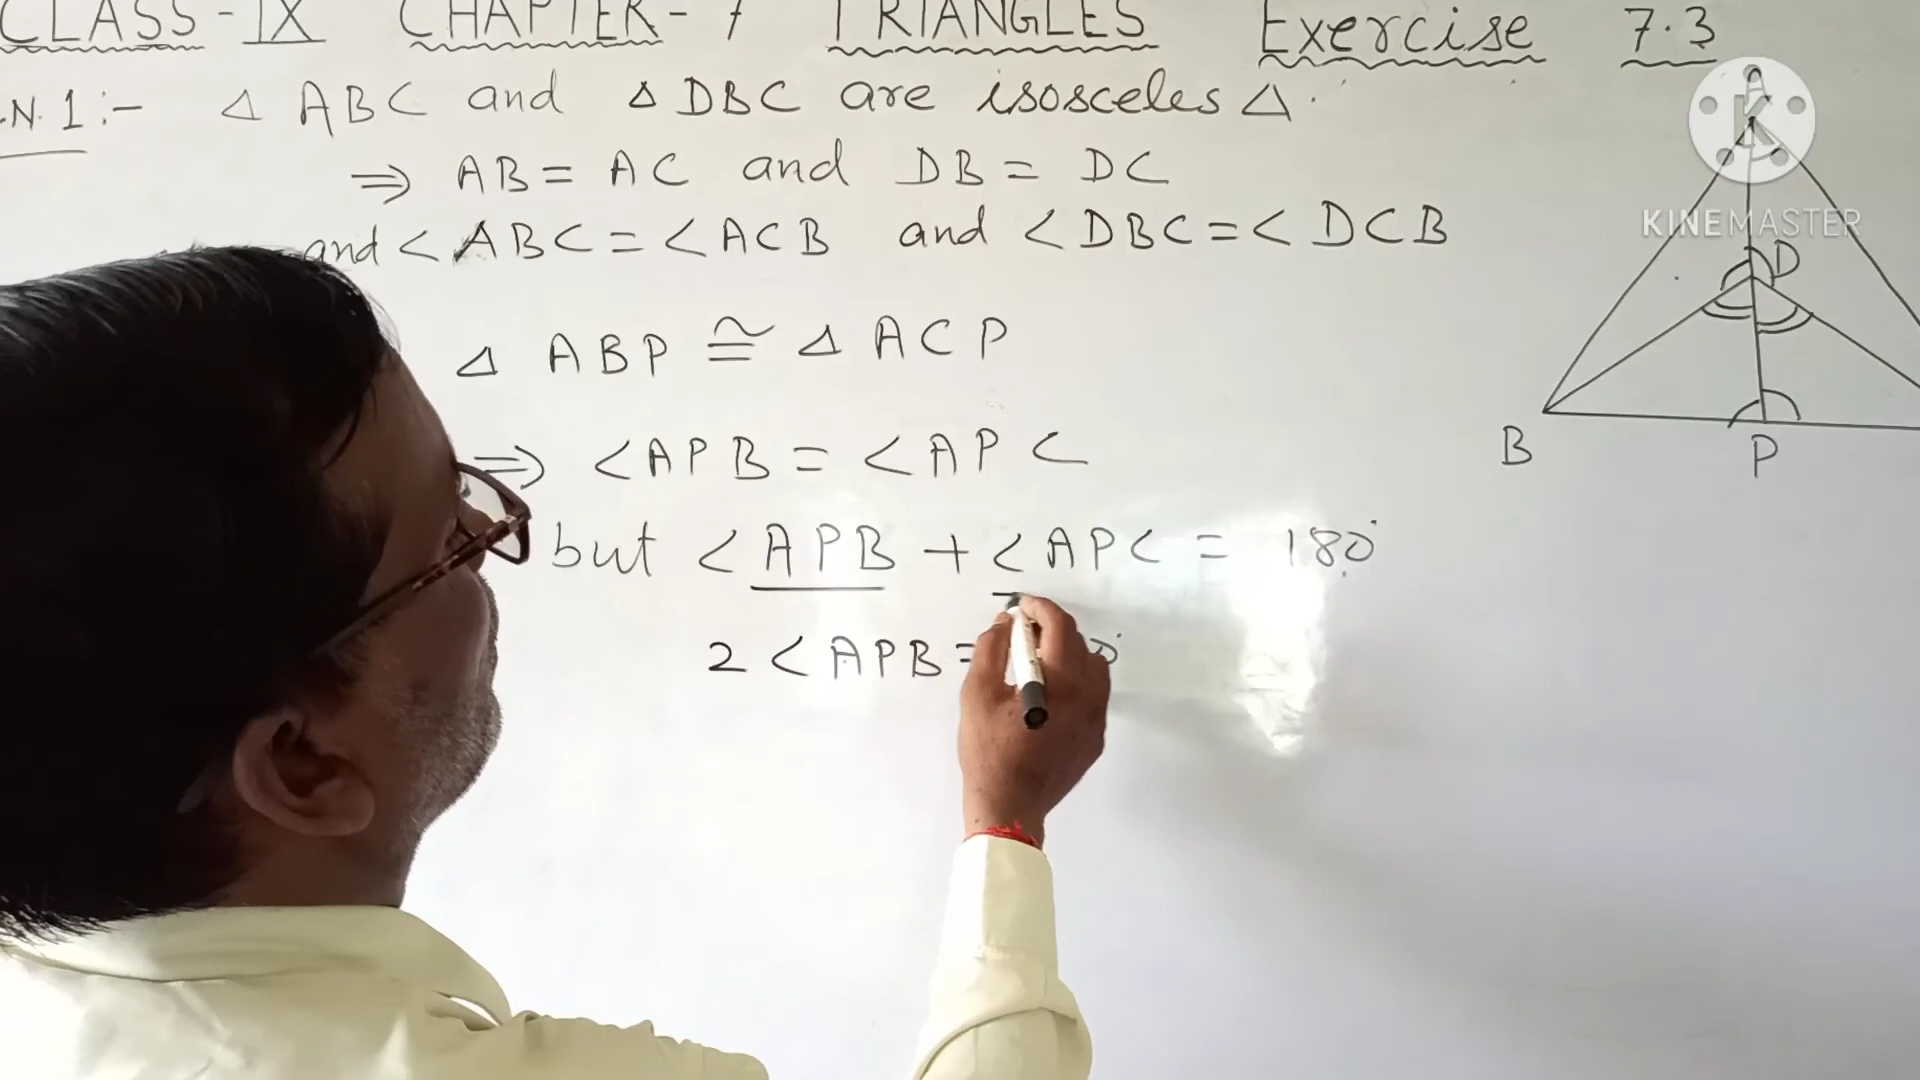 CLASS-IX CHAPTER-7 TRIANGLES Exercise 7.3
.N.1:- △ ABC and △ DBC are isosceles △.
⇒ AB = AC and DB = DC
and <ABC = <ACB and <DBC = <DCB
△ ABP ≅ △ ACP
⇒ <APB = <APC
but <APB + <APC = 180°
2 <APB =
K
KINEMASTER
D
B
P